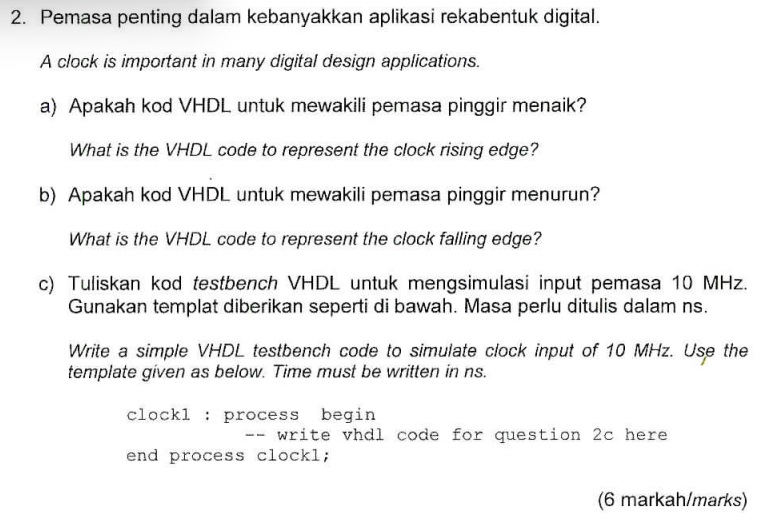 2. Pemasa penting dalam kebanyakkan aplikasi rekabentuk digital.
A clock is important in many digital design applications.
a) Apakah kod VHDL untuk mewakili pemasa pinggir menaik?
What is the VHDL code to represent the clock rising edge?
b) Apakah kod VHDL untuk mewakili pemasa pinggir menurun?
What is the VHDL code to represent the clock falling edge?
c) Tuliskan kod testbench VHDL untuk mengsimulasi input pemasa 10 MHz.
Gunakan templat diberikan seperti di bawah. Masa perlu ditulis dalam ns.
Write a simple VHDL testbench code to simulate clock input of 10 MHz. Use the
template given as below. Time must be written in ns.
clock1 : process begin
-- write vhdl code for question 2c here
end process clock1;
(6 markah/marks)